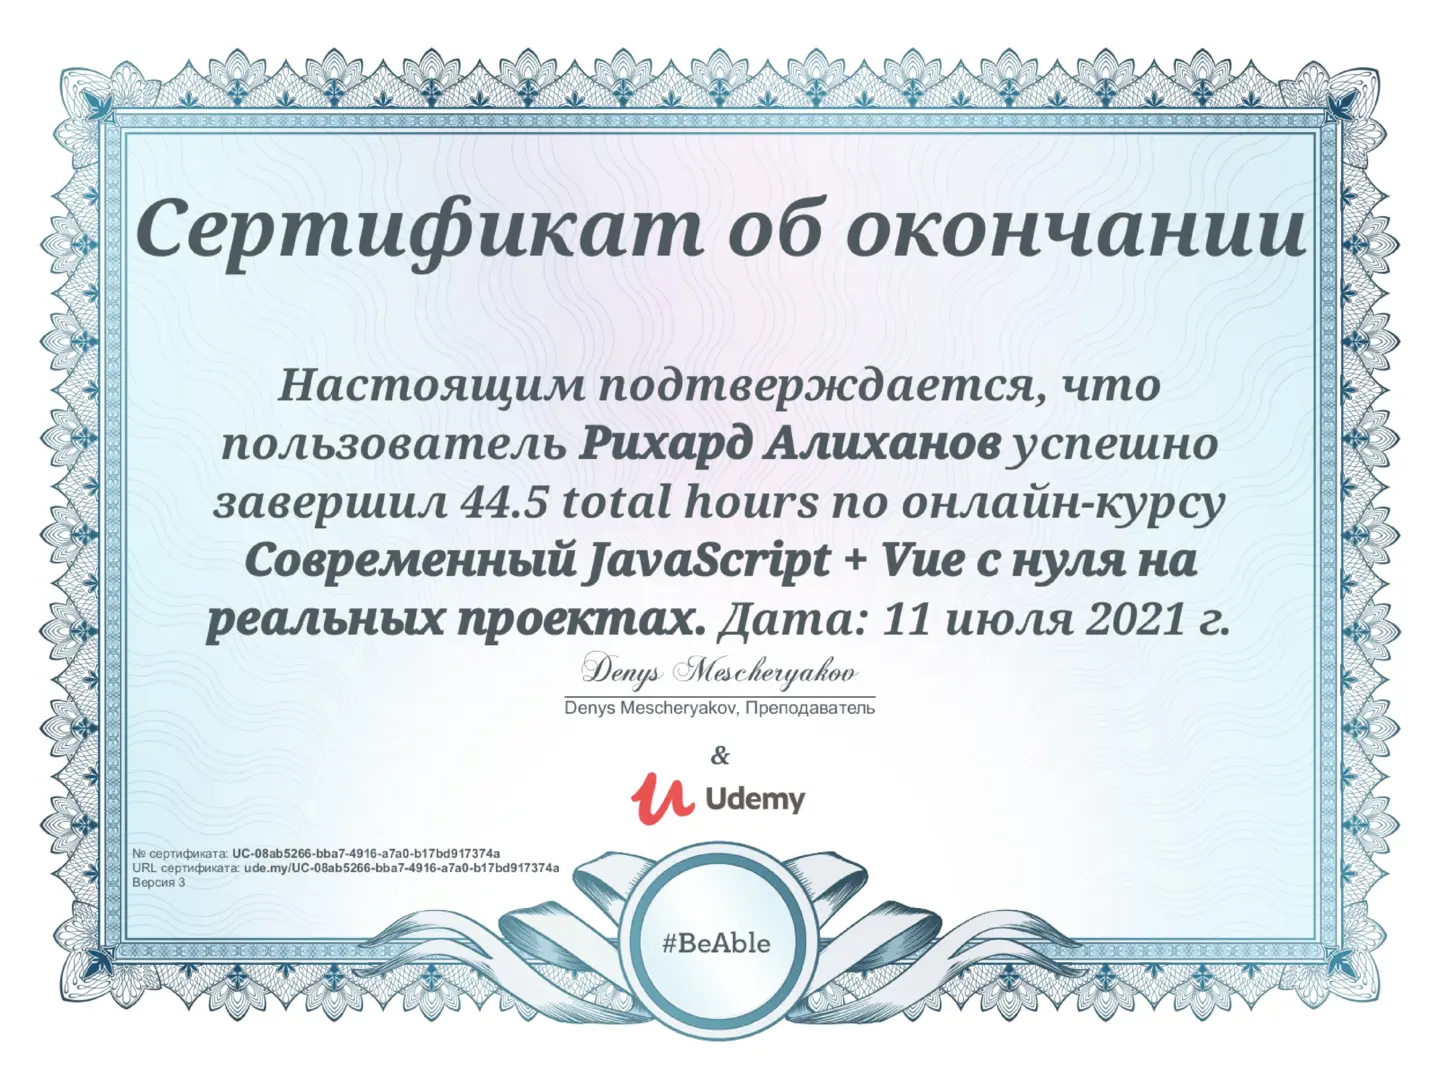 Сертификат об окончании
Настоящим подтверждается, что
пользователь Рихард Алиханов успешно
завершил 44.5 total hours по онлайн-курсу
Современный JavaScript + Vue с нуля на
реальных проектах. Дата: 11 июля 2021 г.
Denys Mescheryakov
Denys Mescheryakov, Преподаватель
&
Udemy
№ сертификата: UC-08ab5266-bba7-4916-a7a0-b17bd917374a
URL сертификата: ude.my/UC-08ab5266-bba7-4916-a7a0-b17bd917374a
Версия 3
#BeAble